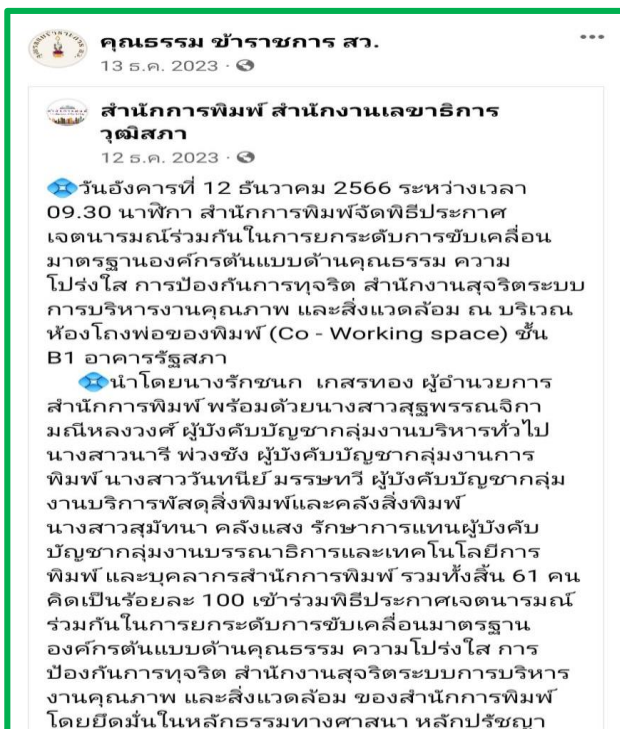 คุณธรรม ข้าราชการ สว.
13 ธ.ค. 2023
สำนักการพิมพ์ สำนักงานเลขาธิการ
วุฒิสภา
12 ธ.ค. 2023
วันอังคารที่ 12 ธันวาคม 2566 ระหว่างเวลา
09.30 นาฬิกา สำนักการพิมพ์จัดพิธีประกาศ
เจตนารมณ์ร่วมกันในการยกระดับการขับเคลื่อน
มาตรฐานองค์กรต้นแบบด้านคุณธรรม ความ
โปร่งใส การป้องกันการทุจริต สำนักงานสุจริตระบบ
การบริหารงานคุณภาพ และสิ่งแวดล้อม ณ บริเวณ
ห้องโถงพ่อของพิมพ์ (Co - Working space) ชั้น
B1 อาคารรัฐสภา
นำโดยนางรักชนก เกสรทอง ผู้อำนวยการ
สำนักการพิมพ์ พร้อมด้วยนางสาวสุฐพรรณจิกา
มณีหลงวงศ์ ผู้บังคับบัญชากลุ่มงานบริหารทั่วไป
นางสาวนารี พ่วงชัง ผู้บังคับบัญชากลุ่มงานการ
พิมพ์ นางสาววันทนีย์ มรรษทวี ผู้บังคับบัญชากลุ่ม
งานบริการพัสดุสิ่งพิมพ์และคลังสิ่งพิมพ์
นางสาวสุมัทนา คลังแสง รักษาการแทนผู้บังคับ
บัญชากลุ่มงานบรรณาธิการและเทคโนโลยีการ
พิมพ์ และบุคลากรสำนักการพิมพ์ รวมทั้งสิ้น 61 คน
คิดเป็นร้อยละ 100 เข้าร่วมพิธีประกาศเจตนารมณ์
ร่วมกันในการยกระดับการขับเคลื่อนมาตรฐาน
องค์กรต้นแบบด้านคุณธรรม ความโปร่งใส การ
ป้องกันการทุจริต สำนักงานสุจริตระบบการบริหาร
งานคุณภาพ และสิ่งแวดล้อม ของสำนักการพิมพ์
โดยยึดมั่นในหลักธรรมทางศาสนา หลักปรัชญา